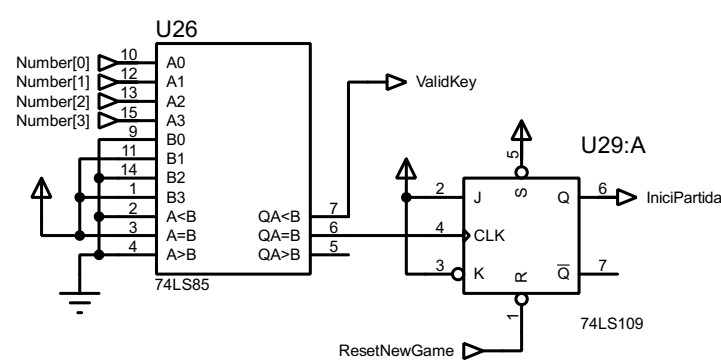 U26
Number[0] 10 A0
Number[1] 12 A1
Number[2] 13 A2
Number[3] 15 A3
9 B0
11 B1
14 B2
1 B3
2 A<B QA<B 7
3 A=B QA=B 6
4 A>B QA>B 5
74LS85
ValidKey
U29:A
5 S
2 J Q 6 IniciPartida
4 CLK
3 K Q 7
R 1
74LS109
ResetNewGame